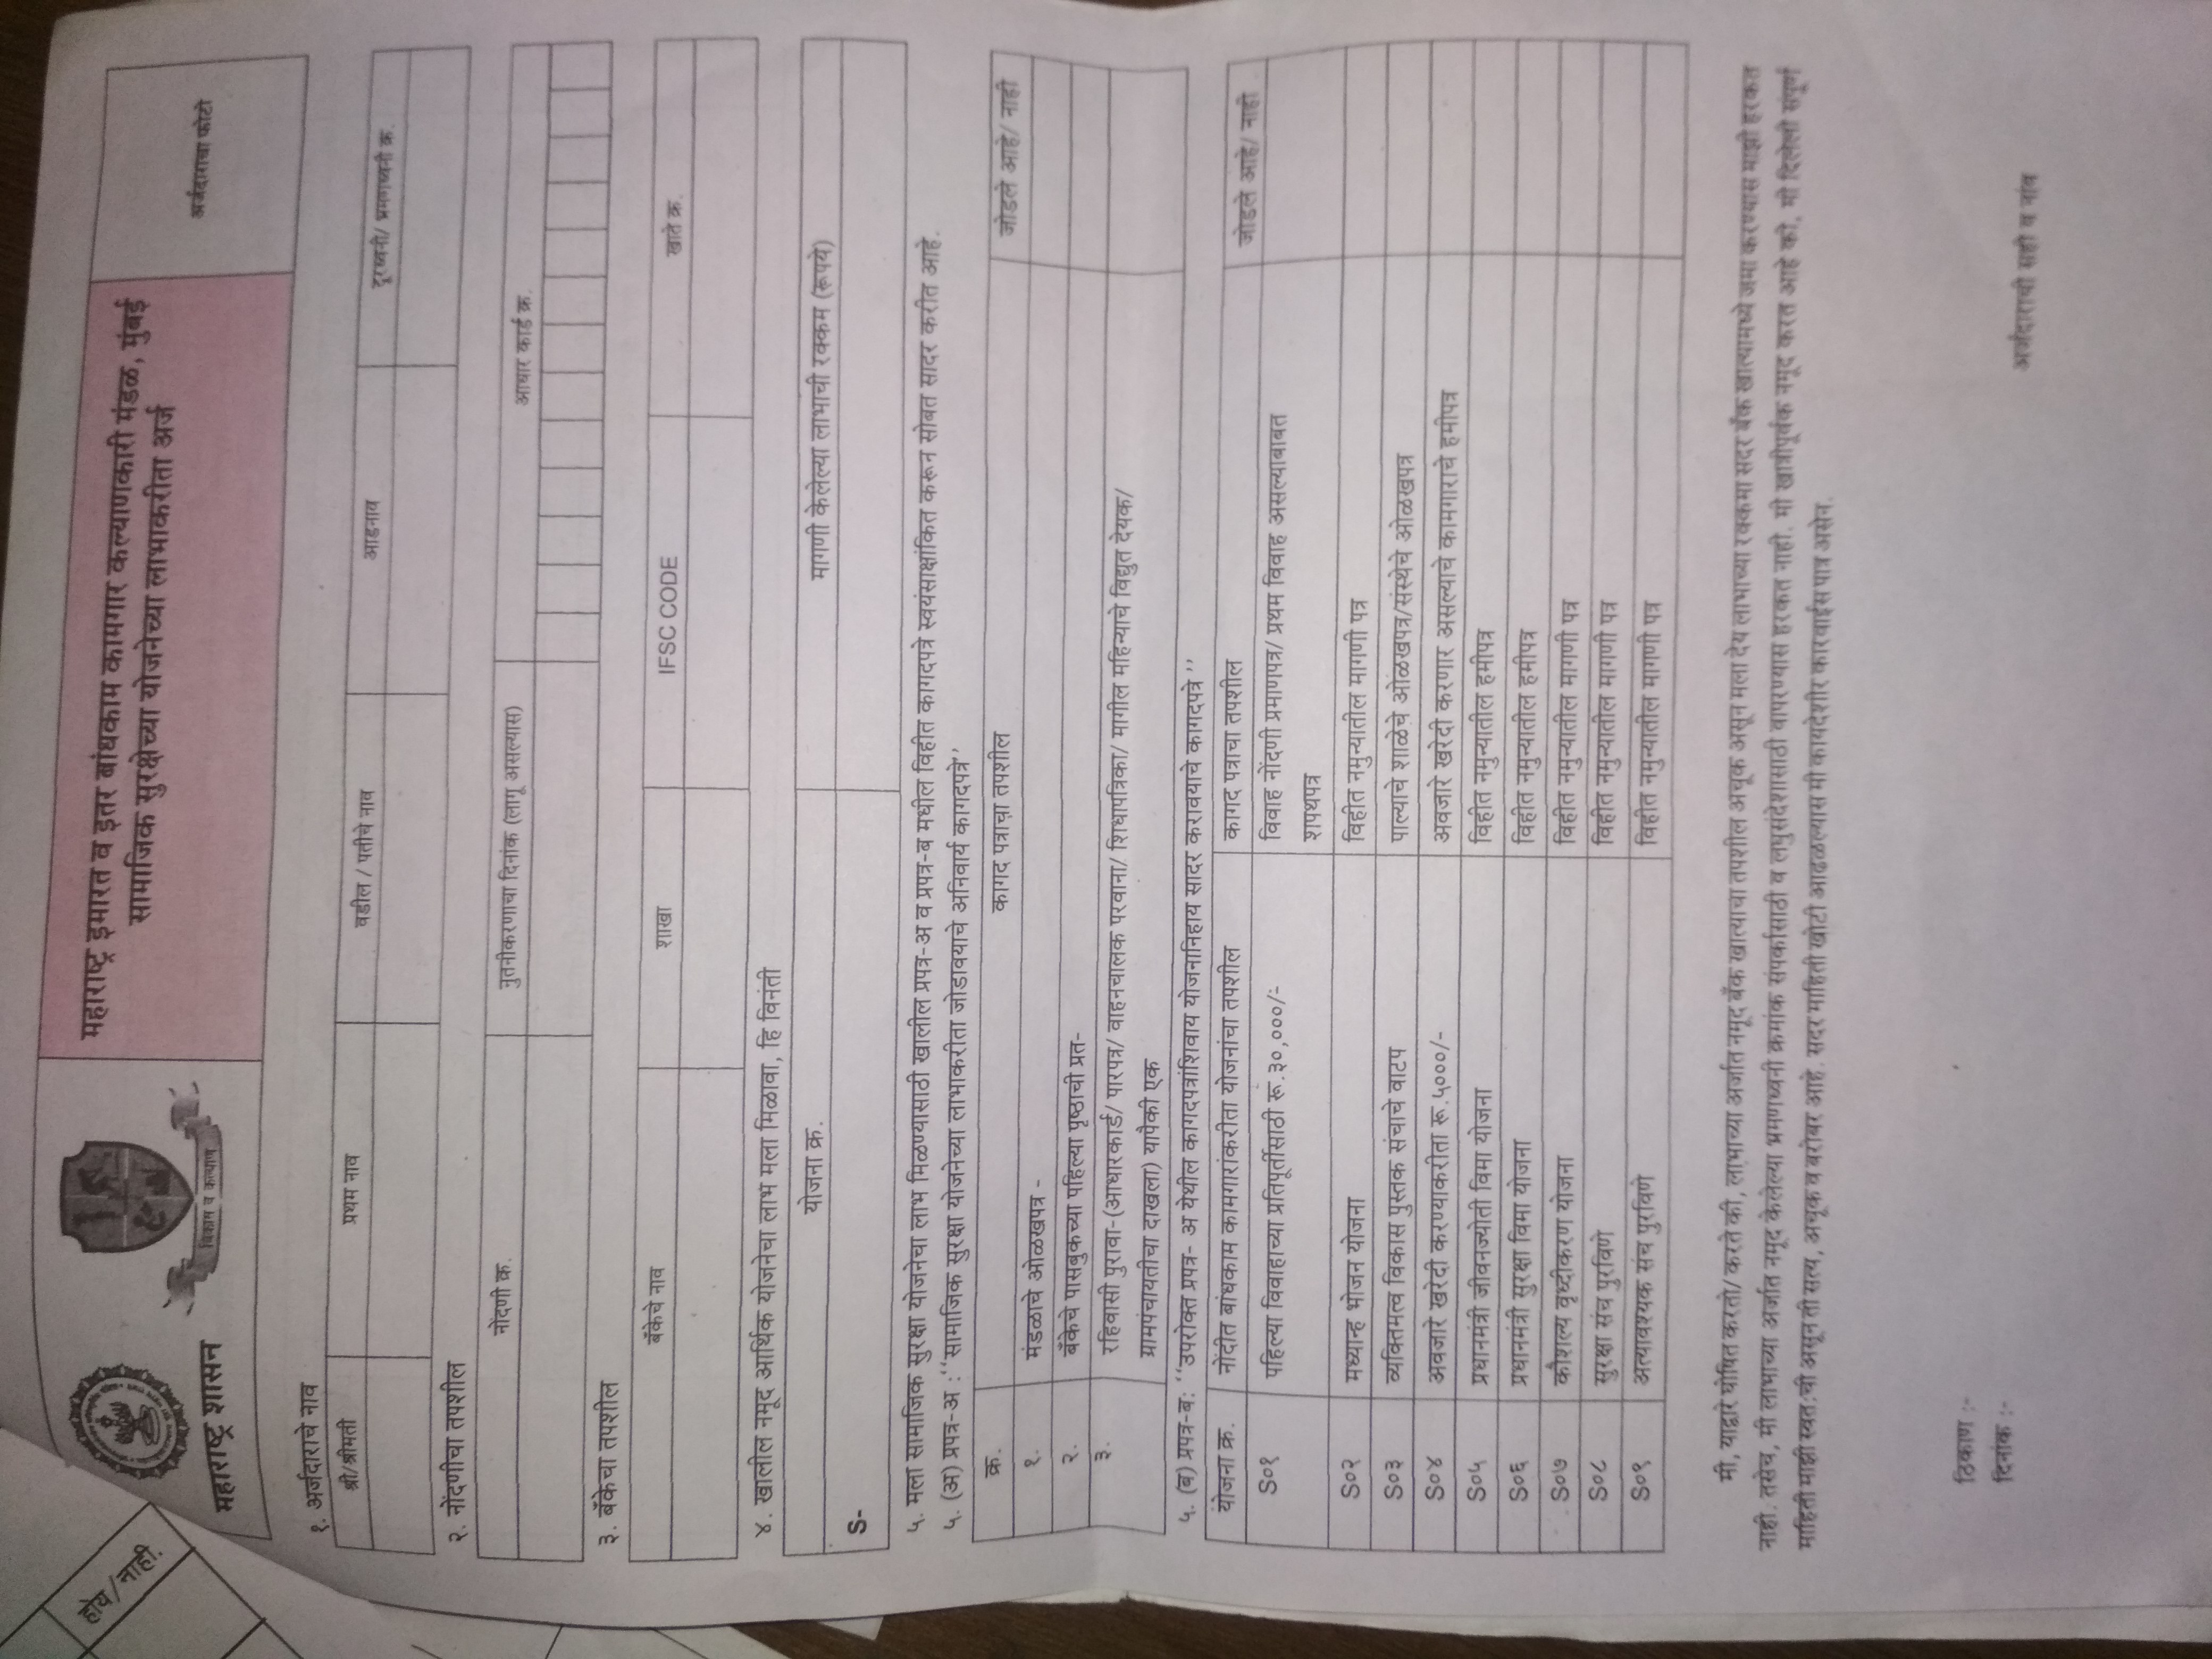 महाराष्ट्र इमारत व इतर बांधकाम कामगार कल्याणकारी मंडळ, मुंबई
सामाजिक सुरक्षेच्या योजनेच्या लाभाकरीता अर्ज
अर्जदाराचा फोटो
विकास व कल्याण
महाराष्ट्र शासन
होय/नाही.
१. अर्जदाराचे नाव
श्री/श्रीमती प्रथम नाव वडील / पतीचे नाव आडनाव दूरध्वनी/ भ्रमणध्वनी क्र.
२. नोंदणीचा तपशील
नोंदणी क्र. नुतनीकरणाचा दिनांक (लागू असल्यास) आधार कार्ड क्र.
३. बँकेचा तपशील
बँकेचे नाव शाखा IFSC CODE खाते क्र.
४. खालील नमूद आर्थिक योजनेचा लाभ मला मिळावा, हि विनंती
योजना क्र. मागणी केलेल्या लाभांची रक्कम (रूपये)
S-
५. मला सामाजिक सुरक्षा योजनेचा लाभ मिळण्यासाठी खालील प्रपत्र-अ व प्रपत्र-ब मधील विहीत कागदपत्रे स्वयंसाक्षांकित करून सोबत सादर करीत आहे.
५. (अ) प्रपत्र-अ :''सामाजिक सुरक्षा योजनेच्या लाभाकरीता जोडावयाचे अनिवार्य कागदपत्रे''
क्र. कागद पत्राचा तपशील जोडले आहे/ नाही
१. मंडळाचे ओळखपत्र -
२. बँकेचे पासबुकच्या पहिल्या पृष्ठाची प्रत-
३. रहिवासी पुरावा-(आधारकार्ड/ पारपत्र/ वाहनचालक परवाना/ शिधापत्रिका/ मागील महिन्याचे विद्युत देयक/
ग्रामपंचायतीचा दाखला) यापैकी एक
५. (ब) प्रपत्र-ब: ''उपरोक्त प्रपत्र- अ येथील कागदपत्रांशिवाय योजनानिहाय सादर करावयाचे कागदपत्रे''
योजना क्र. नोंदीत बांधकाम कामगारांकरीता योजनांचा तपशील कागद पत्राचा तपशील जोडले आहे/ नाही
S०१ पहिल्या विवाहाच्या प्रतिपूर्तीसाठी रू.३०,०००/- विवाह नोंदणी प्रमाणपत्र/ प्रथम विवाह असल्याबाबत
शपथपत्र
S०२ मध्यान्ह भोजन योजना विहीत नमुन्यातील मागणी पत्र
S०३ व्यक्तिमत्व विकास पुस्तक संचाचे वाटप पाल्याचे शाळेचे ओळखपत्र/संस्थेचे ओळखपत्र
S०४ अवजारे खरेदी करण्याकरीता रू.५०००/- अवजारे खरेदी करणार असल्याचे कामगाराचे हमीपत्र
S०५ प्रधानमंत्री जीवनज्योती विमा योजना विहीत नमुन्यातील हमीपत्र
S०६ प्रधानमंत्री सुरक्षा विमा योजना विहीत नमुन्यातील हमीपत्र
S०७ कौशल्य वृध्दीकरण योजना विहीत नमुन्यातील मागणी पत्र
S०८ सुरक्षा संच पुरविणे विहीत नमुन्यातील मागणी पत्र
S०९ अत्यावश्यक संच पुरविणे विहीत नमुन्यातील मागणी पत्र
मी, याद्वारे घोषित करतो/ करते की, लाभाच्या अर्जात नमूद बँक खात्याचा तपशील अचूक असून मला देय लाभाच्या रक्कमा सदर बँक खात्यामध्ये जमा करण्यास माझी हरकत
नाही. तसेच, मी लाभाच्या अर्जात नमूद केलेल्या भ्रमणध्वनी क्रमांक संपर्कासाठी व लघुसंदेशासाठी वापरण्यास हरकत नाही. मी खात्रीपूर्वक नमूद करत आहे की, मी दिलेली संपूर्ण
माहिती माझी स्वत:ची असून ती सत्य, अचूक व बरोबर आहे. सदर माहिती खोटी आढळल्यास मी कायदेशीर कारवाईस पात्र असेन.
ठिकाण :-
दिनांक :-
अर्जदाराची सही व नांव